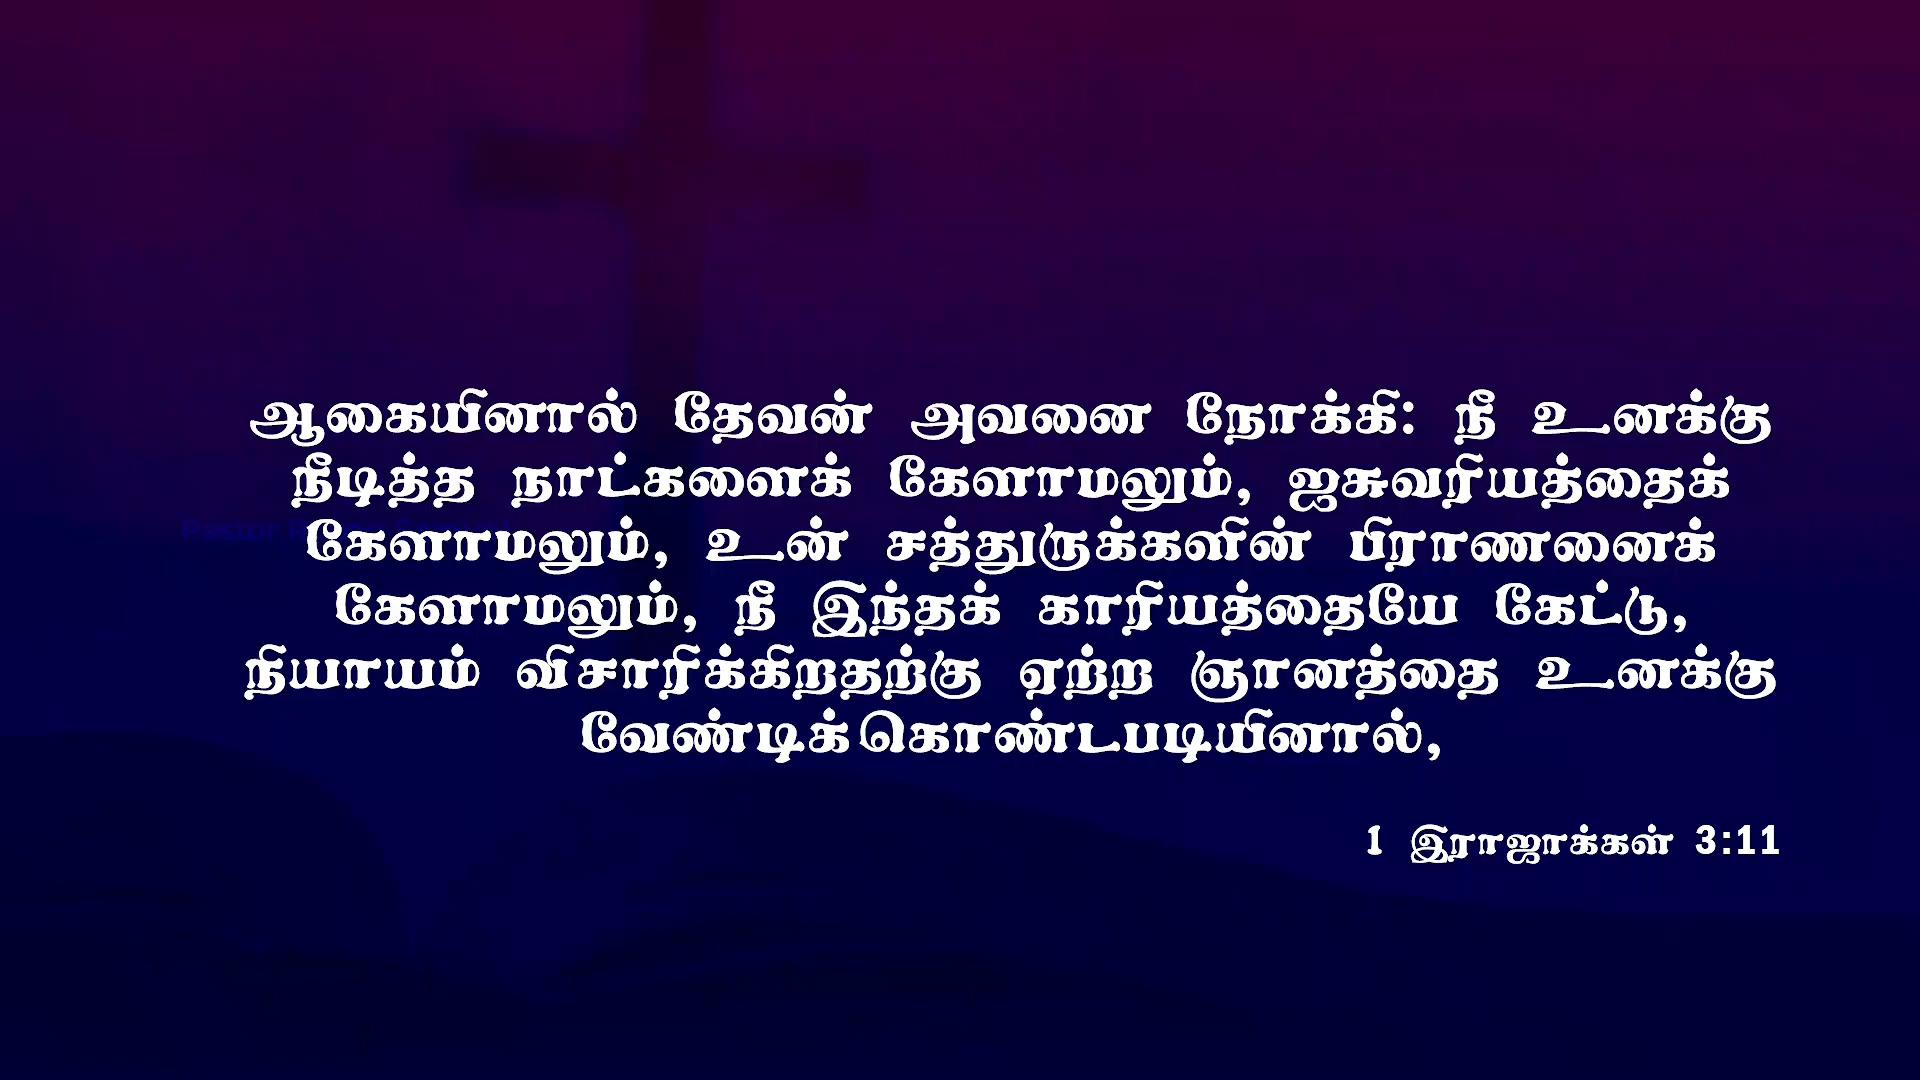 ஆகையினால் தேவன் அவனை நோக்கி: நீ உனக்கு
நீடித்த நாட்களைக் கேளாமலும், ஐசுவரியத்தைக்
கேளாமலும், உன் சத்துருக்களின் பிராணனைக்
கேளாமலும், நீ இந்தக் காரியத்தையே கேட்டு,
நியாயம் விசாரிக்கிறதற்கு ஏற்ற ஞானத்தை உனக்கு
வேண்டிக்கொண்டபடியினால்,
1 இராஜாக்கள் 3:11
Pastor